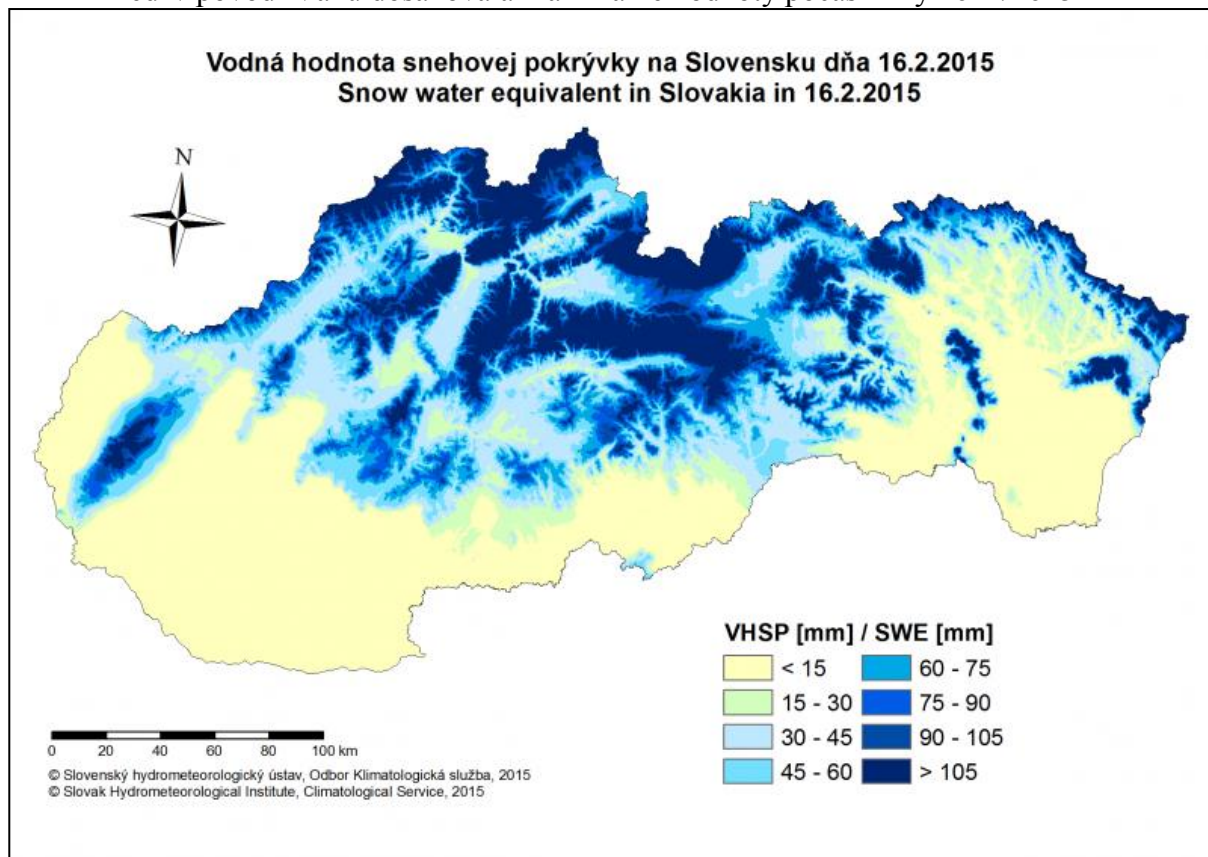 Vodná hodnota snehovej pokrývky na Slovensku dňa 16.2.2015
Snow water equivalent in Slovakia in 16.2.2015
N
VHSP [mm] / SWE [mm]
< 15
60 - 75
15 - 30
75 - 90
30 - 45
90 - 105
45 - 60
> 105
0 20 40 60 80 100 km
© Slovenský hydrometeorologický ústav, Odbor Klimatologická služba, 2015
© Slovak Hydrometeorological Institute, Climatological Service, 2015